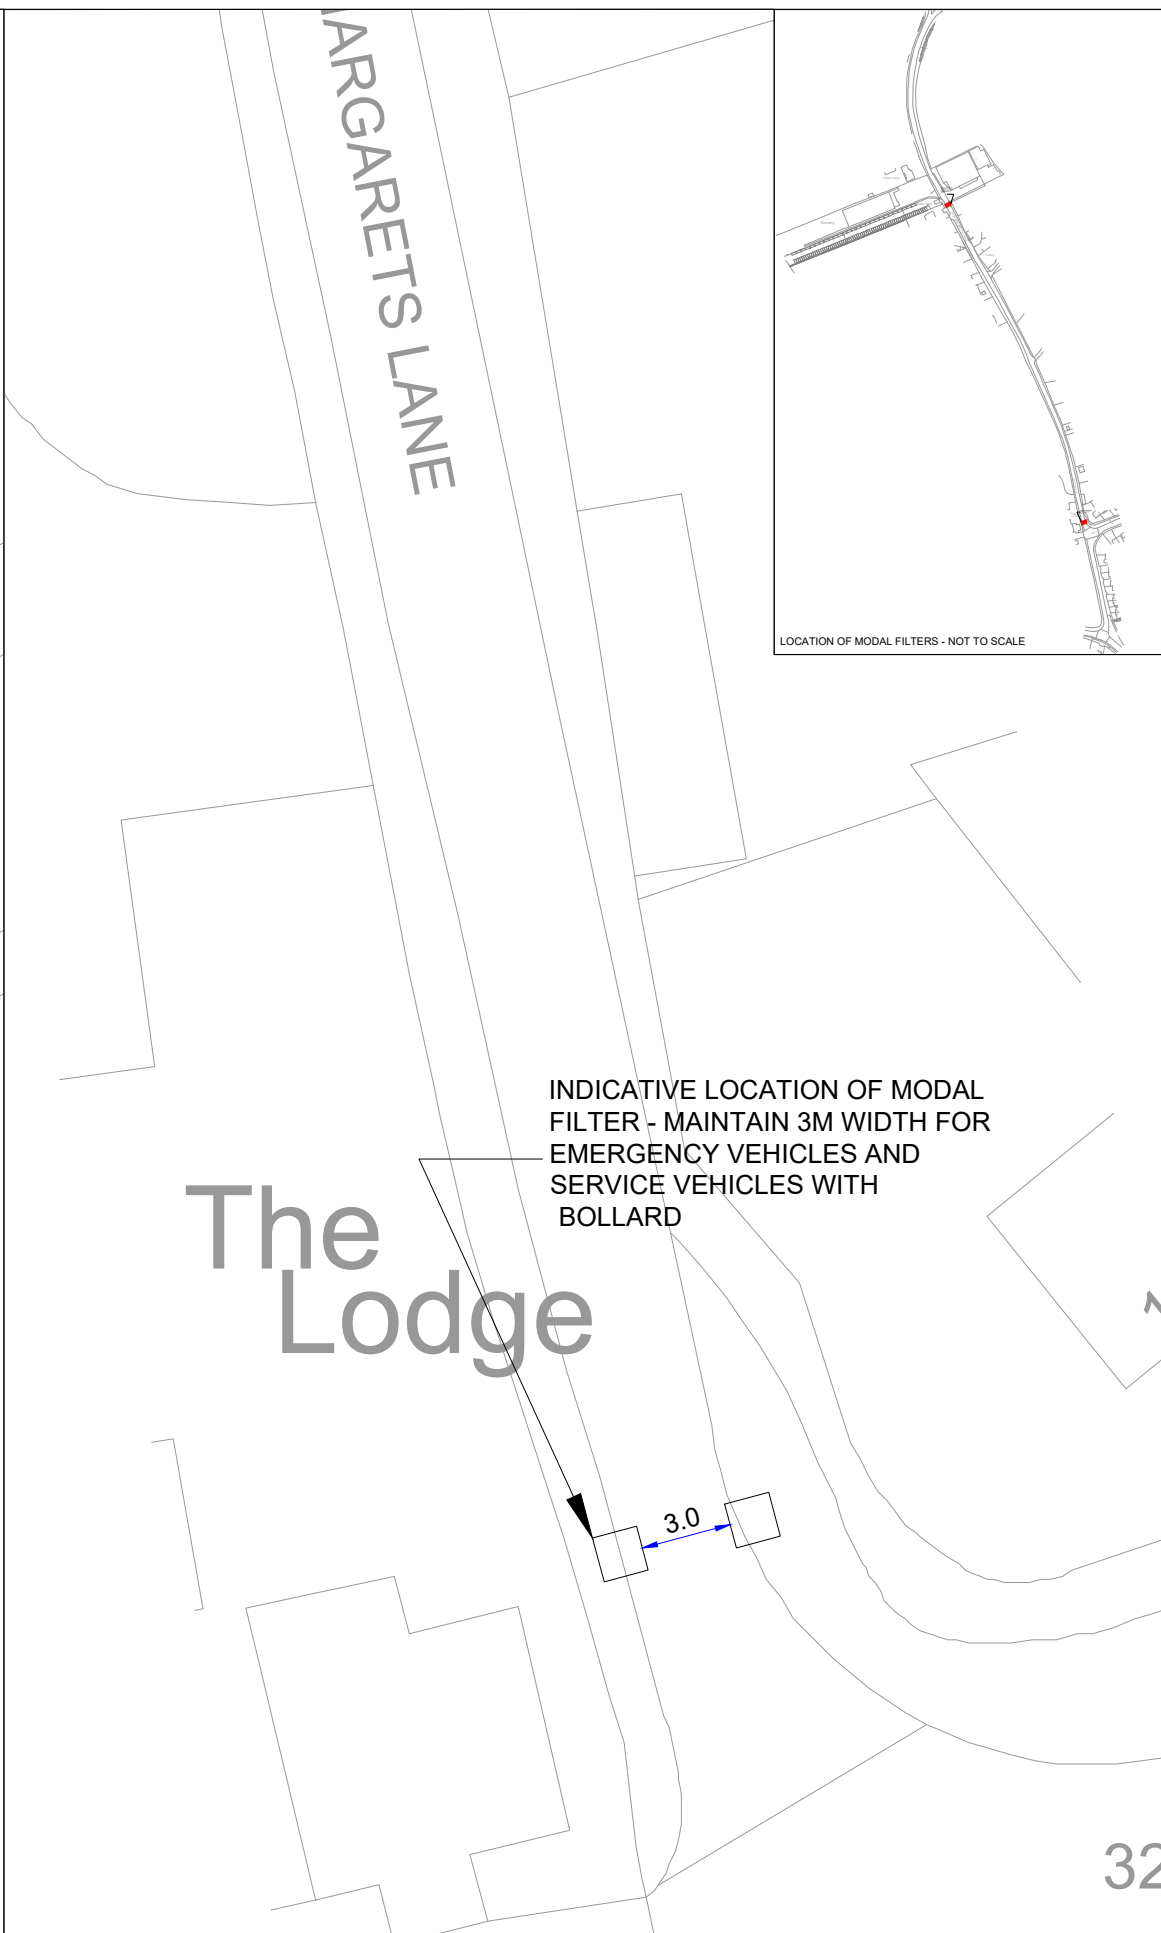 ARGARETS LANE
LOCATION OF MODAL FILTERS - NOT TO SCALE
INDICATIVE LOCATION OF MODAL
FILTER - MAINTAIN 3M WIDTH FOR
EMERGENCY VEHICLES AND
SERVICE VEHICLES WITH
BOLLARD
The
Lodge
3.0
32